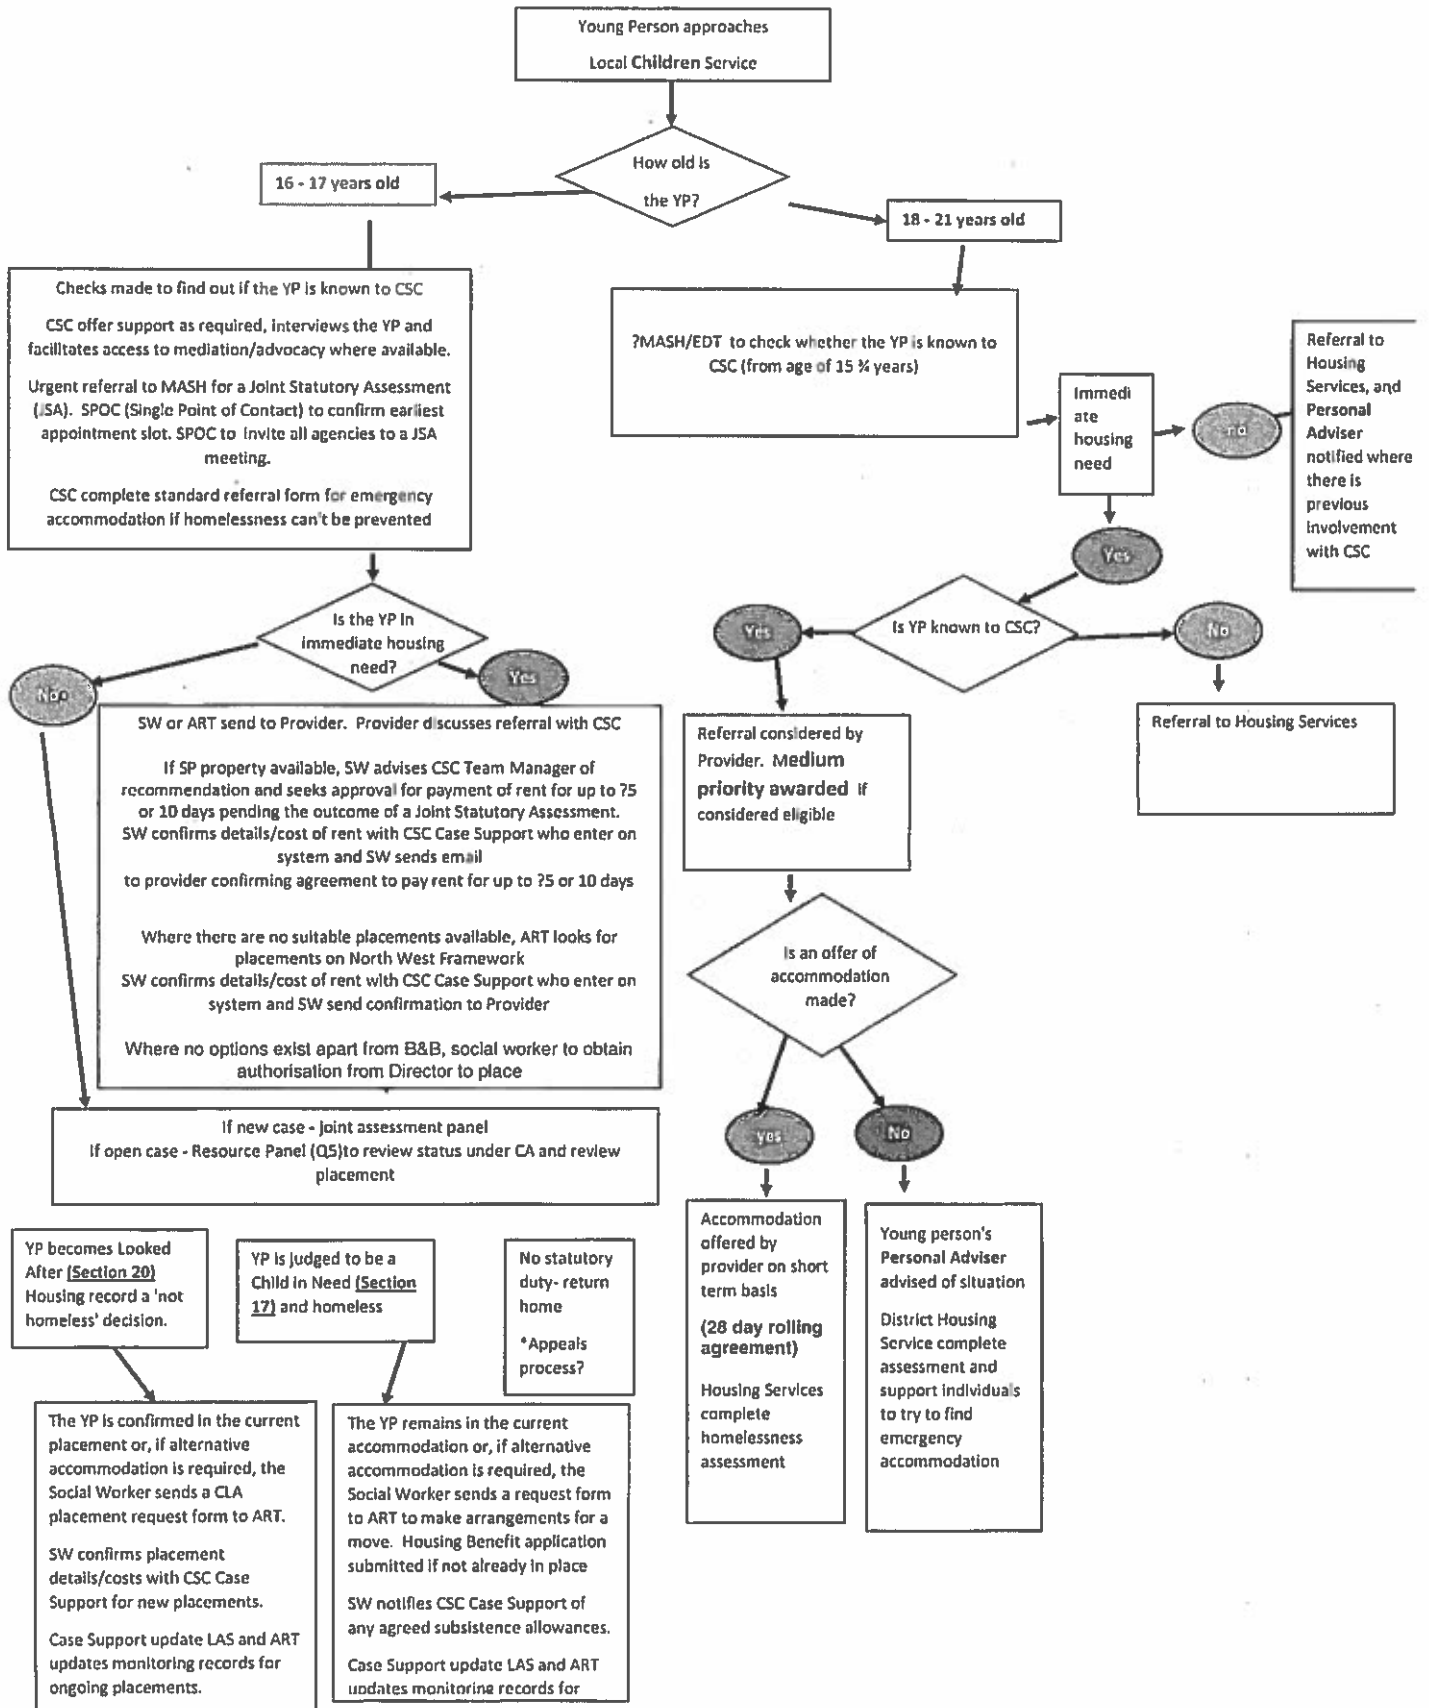 Young Person approaches
Local Children Service
How old is
the YP?
16 - 17 years old
18 - 21 years old
Checks made to find out if the YP is known to CSC
CSC offer support as required, interviews the YP and
facilitates access to mediation/advocacy where available.
Urgent referral to MASH for a Joint Statutory Assessment
(JSA). SPOC (Single Point of Contact) to confirm earliest
appointment slot. SPOC to invite all agencies to a JSA
meeting.
CSC complete standard referral form for emergency
accommodation if homelessness can't be prevented
?MASH/EDT to check whether the YP is known to
CSC (from age of 15 ¾ years)
Immedi
ate
housing
need
no
Referral to
Housing
Services, and
Personal
Adviser
notified where
there is
previous
involvement
with CSC
Yes
Is the YP in
immediate housing
need?
No*
Yes
Is YP known to CSC?
Yes
No
SW or ART send to Provider. Provider discusses referral with CSC
If SP property available, SW advises CSC Team Manager of
recommendation and seeks approval for payment of rent for up to ?5
or 10 days pending the outcome of a Joint Statutory Assessment.
SW confirms details/cost of rent with CSC Case Support who enter on
system and SW sends email
to provider confirming agreement to pay rent for up to ?5 or 10 days
Where there are no suitable placements available, ART looks for
placements on North West Framework
SW confirms details/cost of rent with CSC Case Support who enter on
system and SW send confirmation to Provider
Where no options exist apart from B&B, social worker to obtain
authorisation from Director to place
Referral considered by
Provider. Medium
priority awarded if
considered eligible
Referral to Housing Services
Is an offer of
accommodation
made?
yes
No
If new case - Joint assessment panel
If open case - Resource Panel (Q5)to review status under CA and review
placement
YP becomes Looked
After (Section 20)
Housing record a 'not
homeless' decision.
YP is judged to be a
Child in Need (Section
17) and homeless
No statutory
duty- return
home
*Appeals
process?
Accommodation
offered by
provider on short
term basis
(28 day rolling
agreement)
Housing Services
complete
homelessness
assessment
Young person's
Personal Adviser
advised of situation
District Housing
Service complete
assessment and
support individuals
to try to find
emergency
accommodation
The YP is confirmed in the current
placement or, if alternative
accommodation is required, the
Social Worker sends a CLA
placement request form to ART.
SW confirms placement
details/costs with CSC Case
Support for new placements.
Case Support update LAS and ART
updates monitoring records for
ongoing placements.
The YP remains in the current
accommodation or, if alternative
accommodation is required, the
Social Worker sends a request form
to ART to make arrangements for a
move. Housing Benefit application
submitted if not already in place
SW notifies CSC Case Support of
any agreed subsistence allowances.
Case Support update LAS and ART
updates monitoring records for